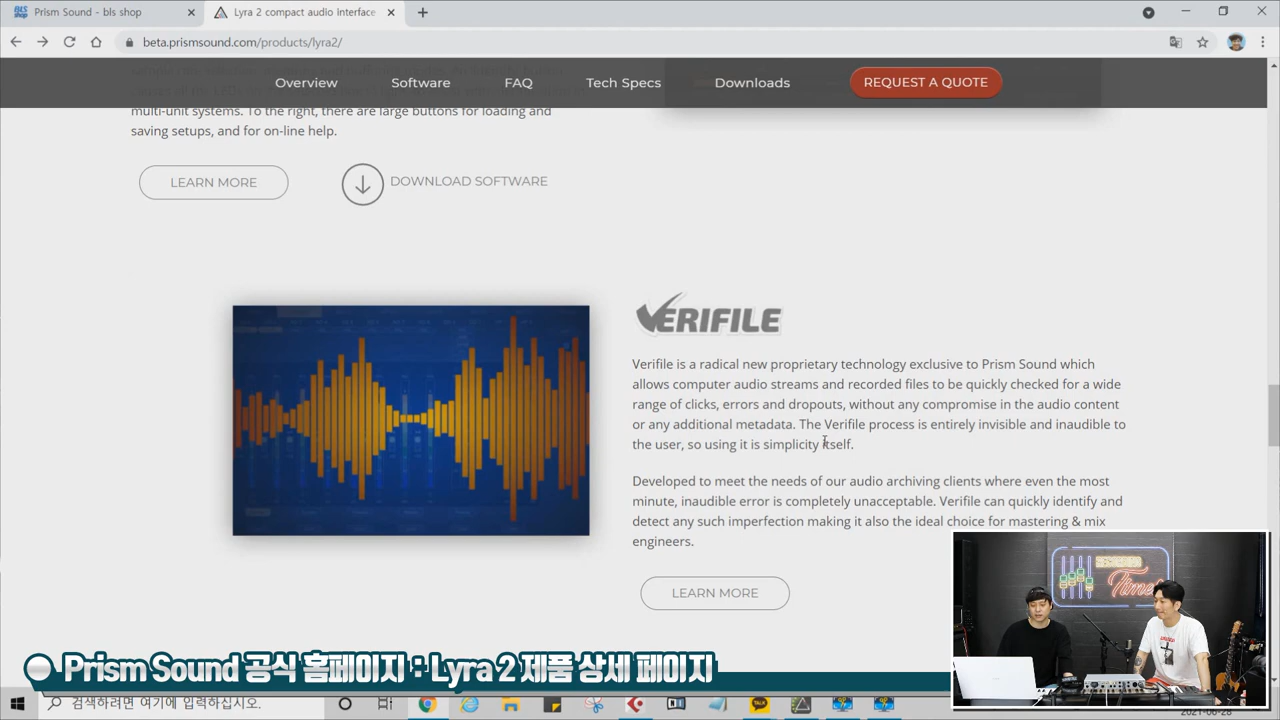 Prism Sound - bls shop
Lyra 2 compact audio interface
beta.prismsound.com/products/lyra2/
Overview
Software
FAQ
Tech Specs
Downloads
REQUEST A QUOTE
multi-unit systems. To the right, there are large buttons for loading and
saving setups, and for on-line help.
LEARN MORE
DOWNLOAD SOFTWARE
VERIFILE
Verifile is a radical new proprietary technology exclusive to Prism Sound which
allows computer audio streams and recorded files to be quickly checked for a wide
range of clicks, errors and dropouts, without any compromise in the audio content
or any additional metadata. The Verifile process is entirely invisible and inaudible to
the user, so using it is simplicity itself.
Developed to meet the needs of our audio archiving clients where even the most
minute, inaudible error is completely unacceptable. Verifile can quickly identify and
detect any such imperfection making it also the ideal choice for mastering & mix
engineers.
LEARN MORE
Time
Prism Sound 공식 홈페이지 : Lyra 2 제품 상세 페이지
검색하려면 여기에 입력하십시오.
2021-06-28